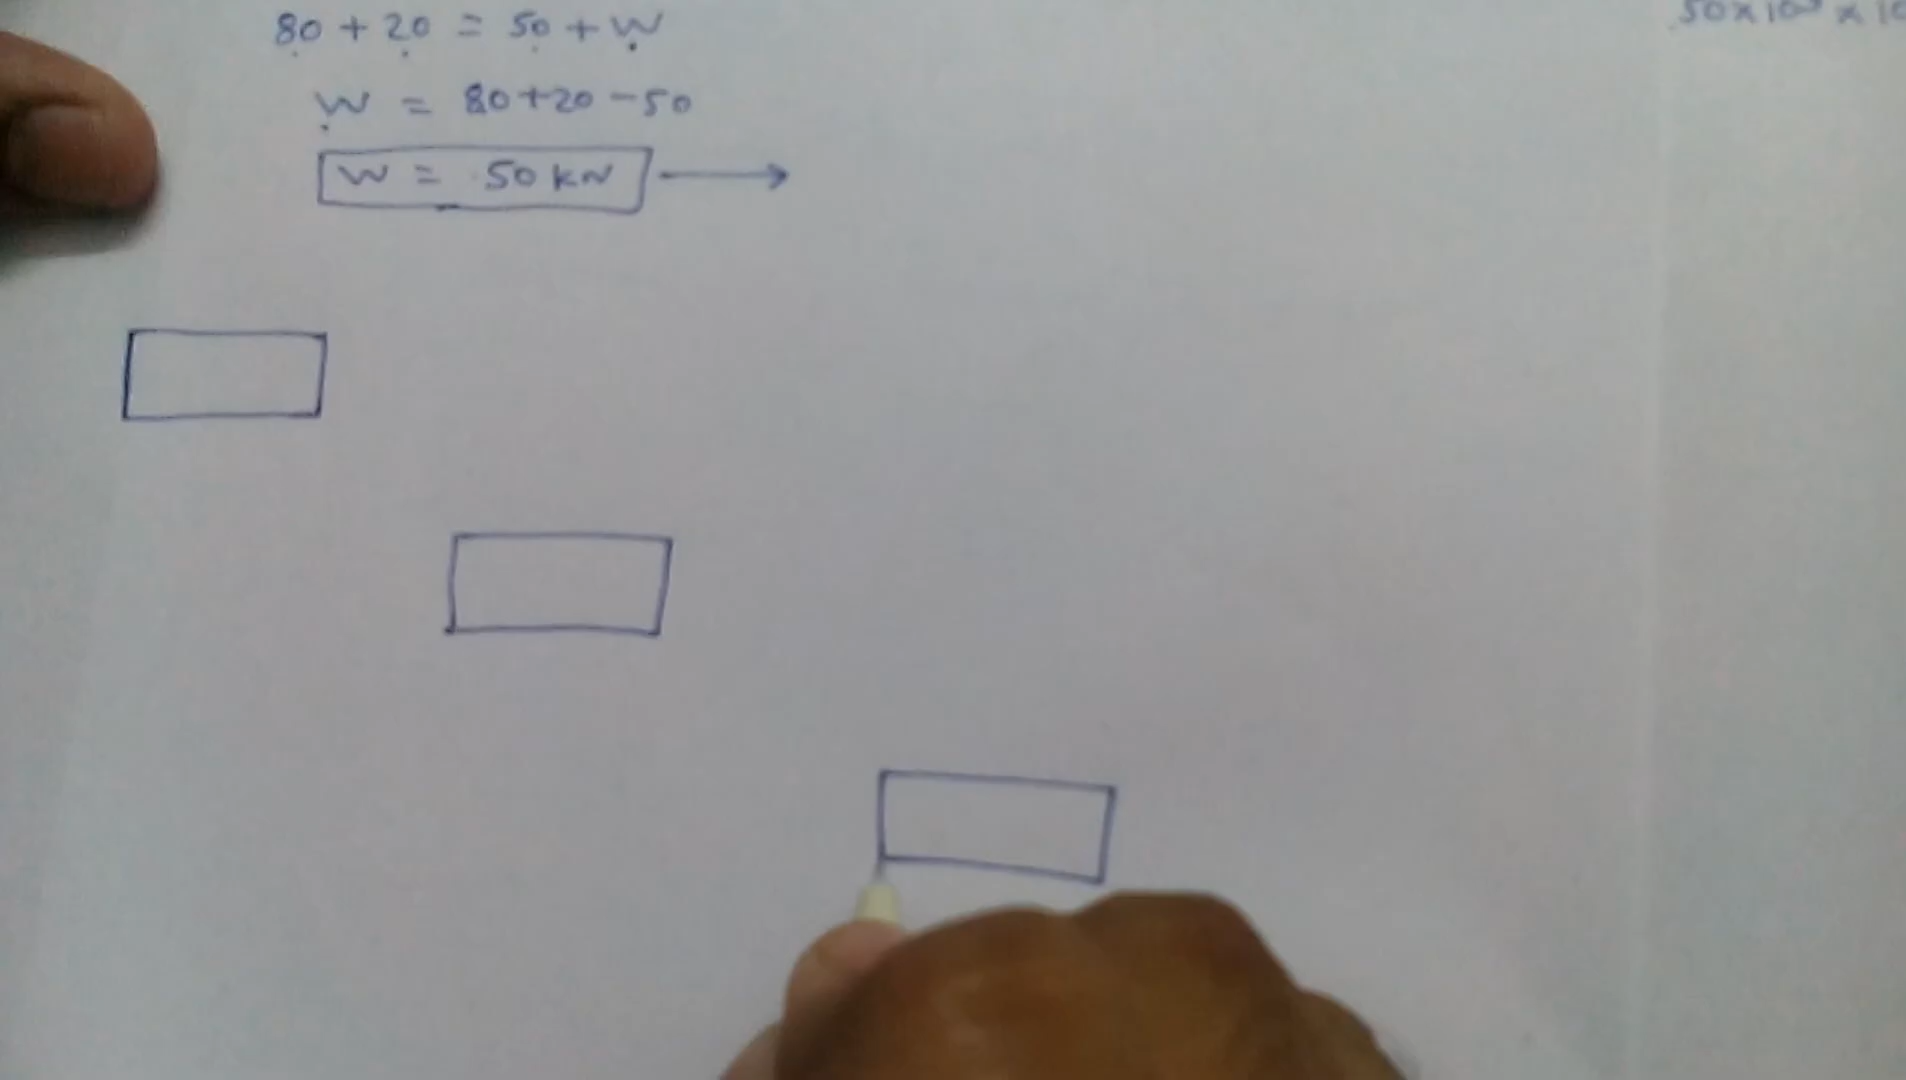 80 + 20 = 50 + W
W = 80+20-50
W = 50 kN